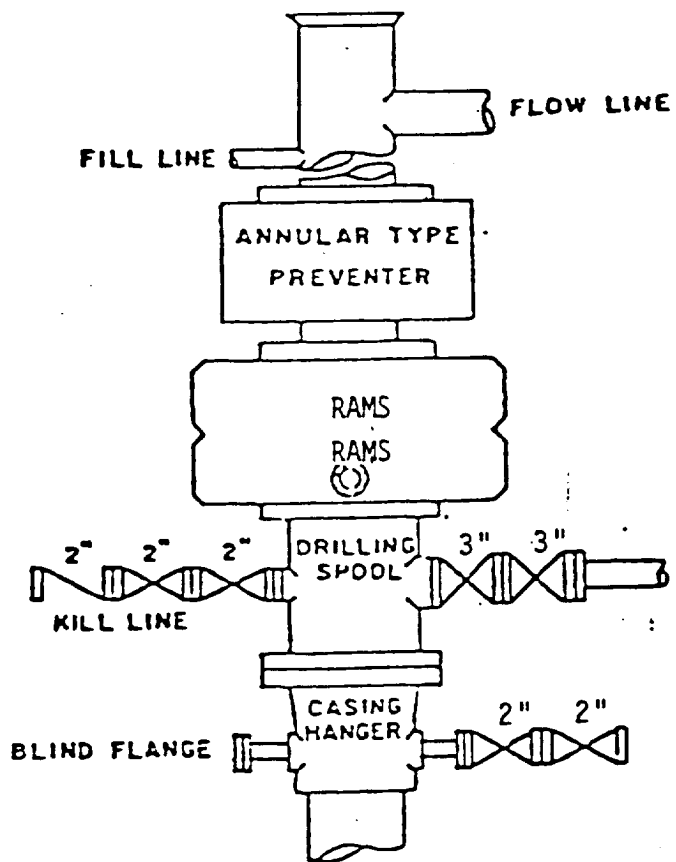 FLOW LINE
FILL LINE
ANNULAR TYPE
PREVENTER
RAMS
RAMS
DRILLING
SPOOL
2" 2" 2"
3" 3"
KILL LINE
CASING
HANGER
2" 2"
BLIND FLANGE